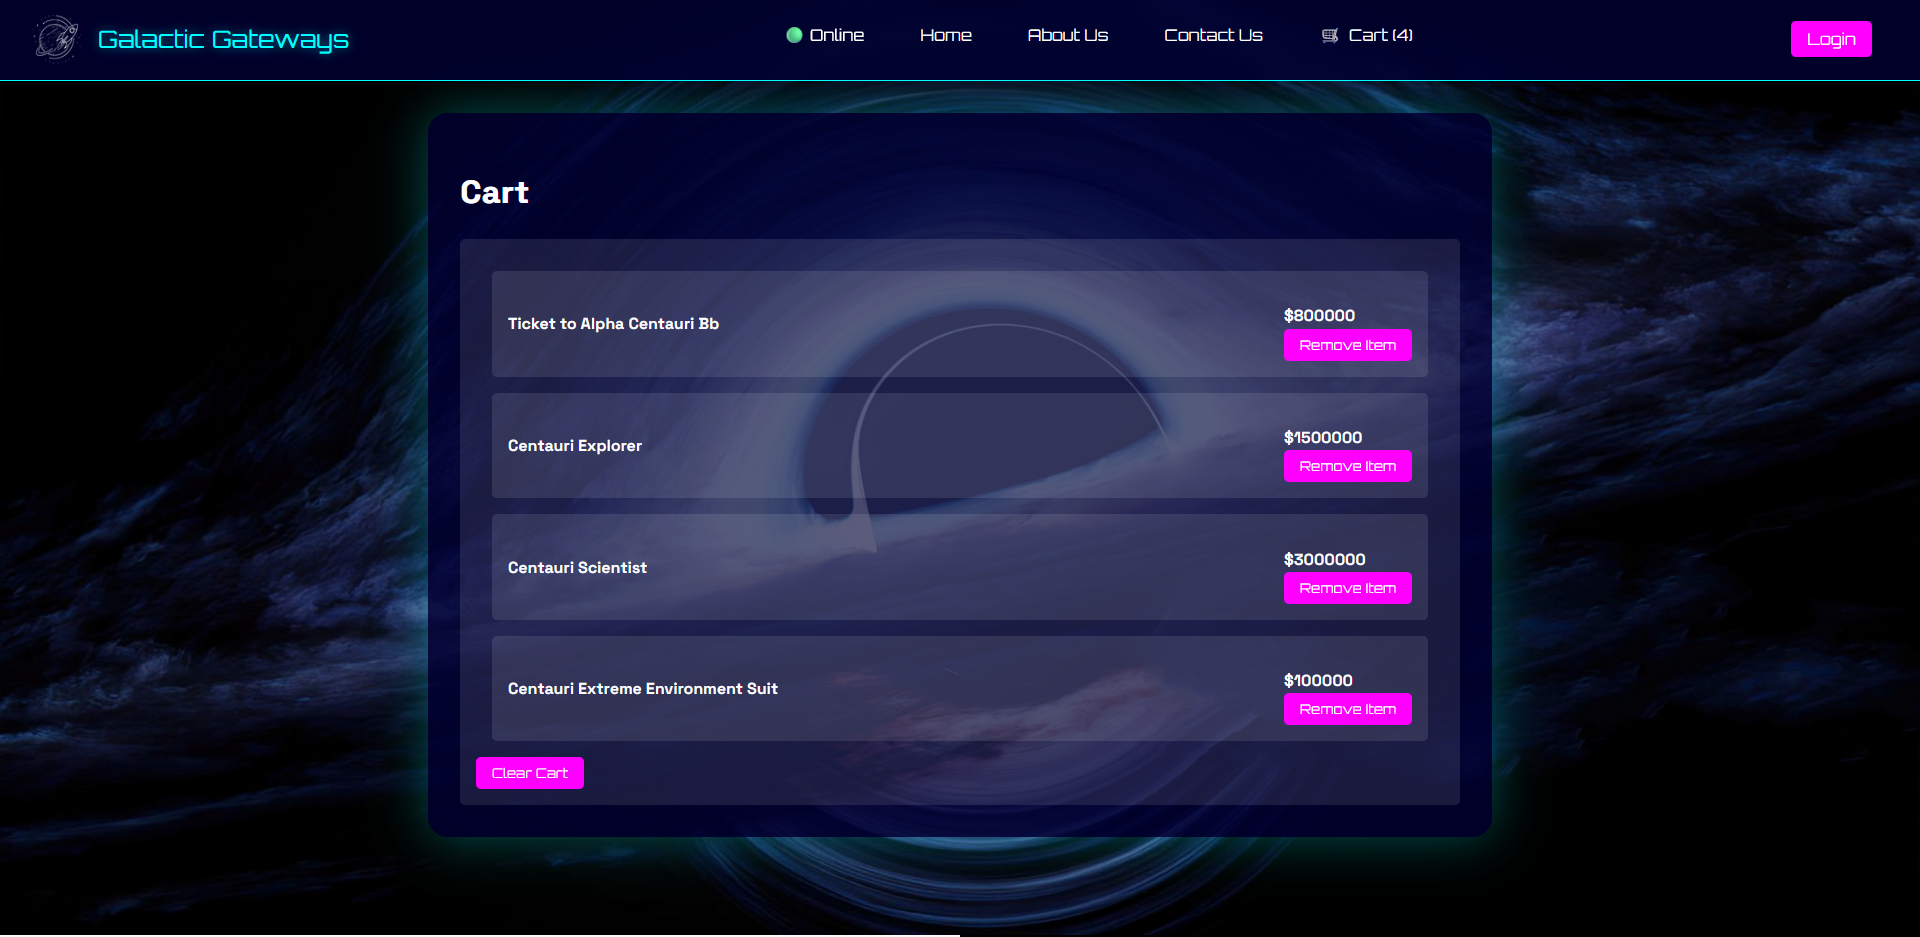 Galactic Gateways
Online
Home
About Us
Contact Us
Cart (4)
Login
Cart
Ticket to Alpha Centauri Bb
$800000
Remove Item
Centauri Explorer
$1500000
Remove Item
Centauri Scientist
$3000000
Remove Item
Centauri Extreme Environment Suit
$100000
Remove Item
Clear Cart